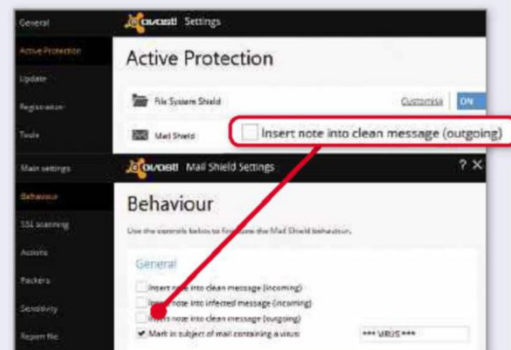 General
avast! Settings
Active Protection
Active Protection
Update
Registration
Tools
File System Shield
Customise
ON
Mail Shield
Insert note into clean message (outgoing)
Main settings
avast! Mail Shield Settings
? X
Behaviour
Behaviour
SSL scanning
Use the controls below to fine tune the Mail Shield behaviour.
Actions
General
Packers
Insert note into clean message (incoming)
Insert note into infected message (incoming)
Sensitivity
Insert note into clean message (outgoing)
Mark in subject of mail containing a virus:
*** VIRUS ***
Report file